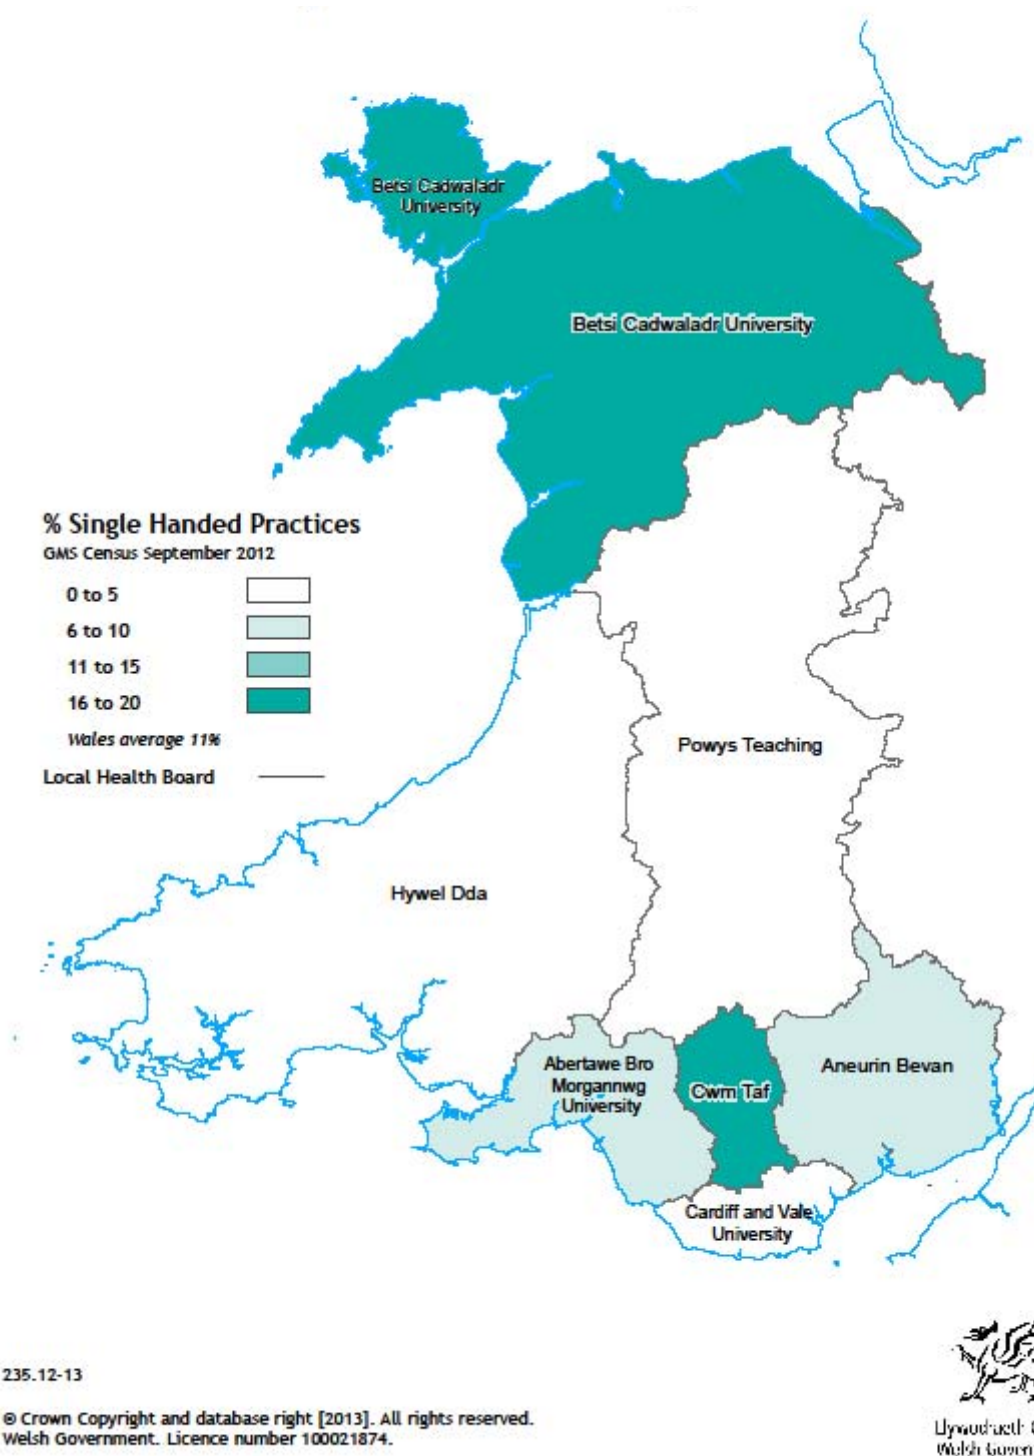 Betsi Cadwaladr
University
Betsi Cadwaladr University
% Single Handed Practices
GMS Census September 2012
0 to 5
6 to 10
11 to 15
16 to 20
Wales average 11%
Local Health Board
Powys Teaching
Hywel Dda
Abertawe Bro
Morgannwg
University
Cwm Taf
Aneurin Bevan
Cardiff and Vale
University
235.12-13
© Crown Copyright and database right [2013]. All rights reserved.
Welsh Government. Licence number 100021874.
Welsh